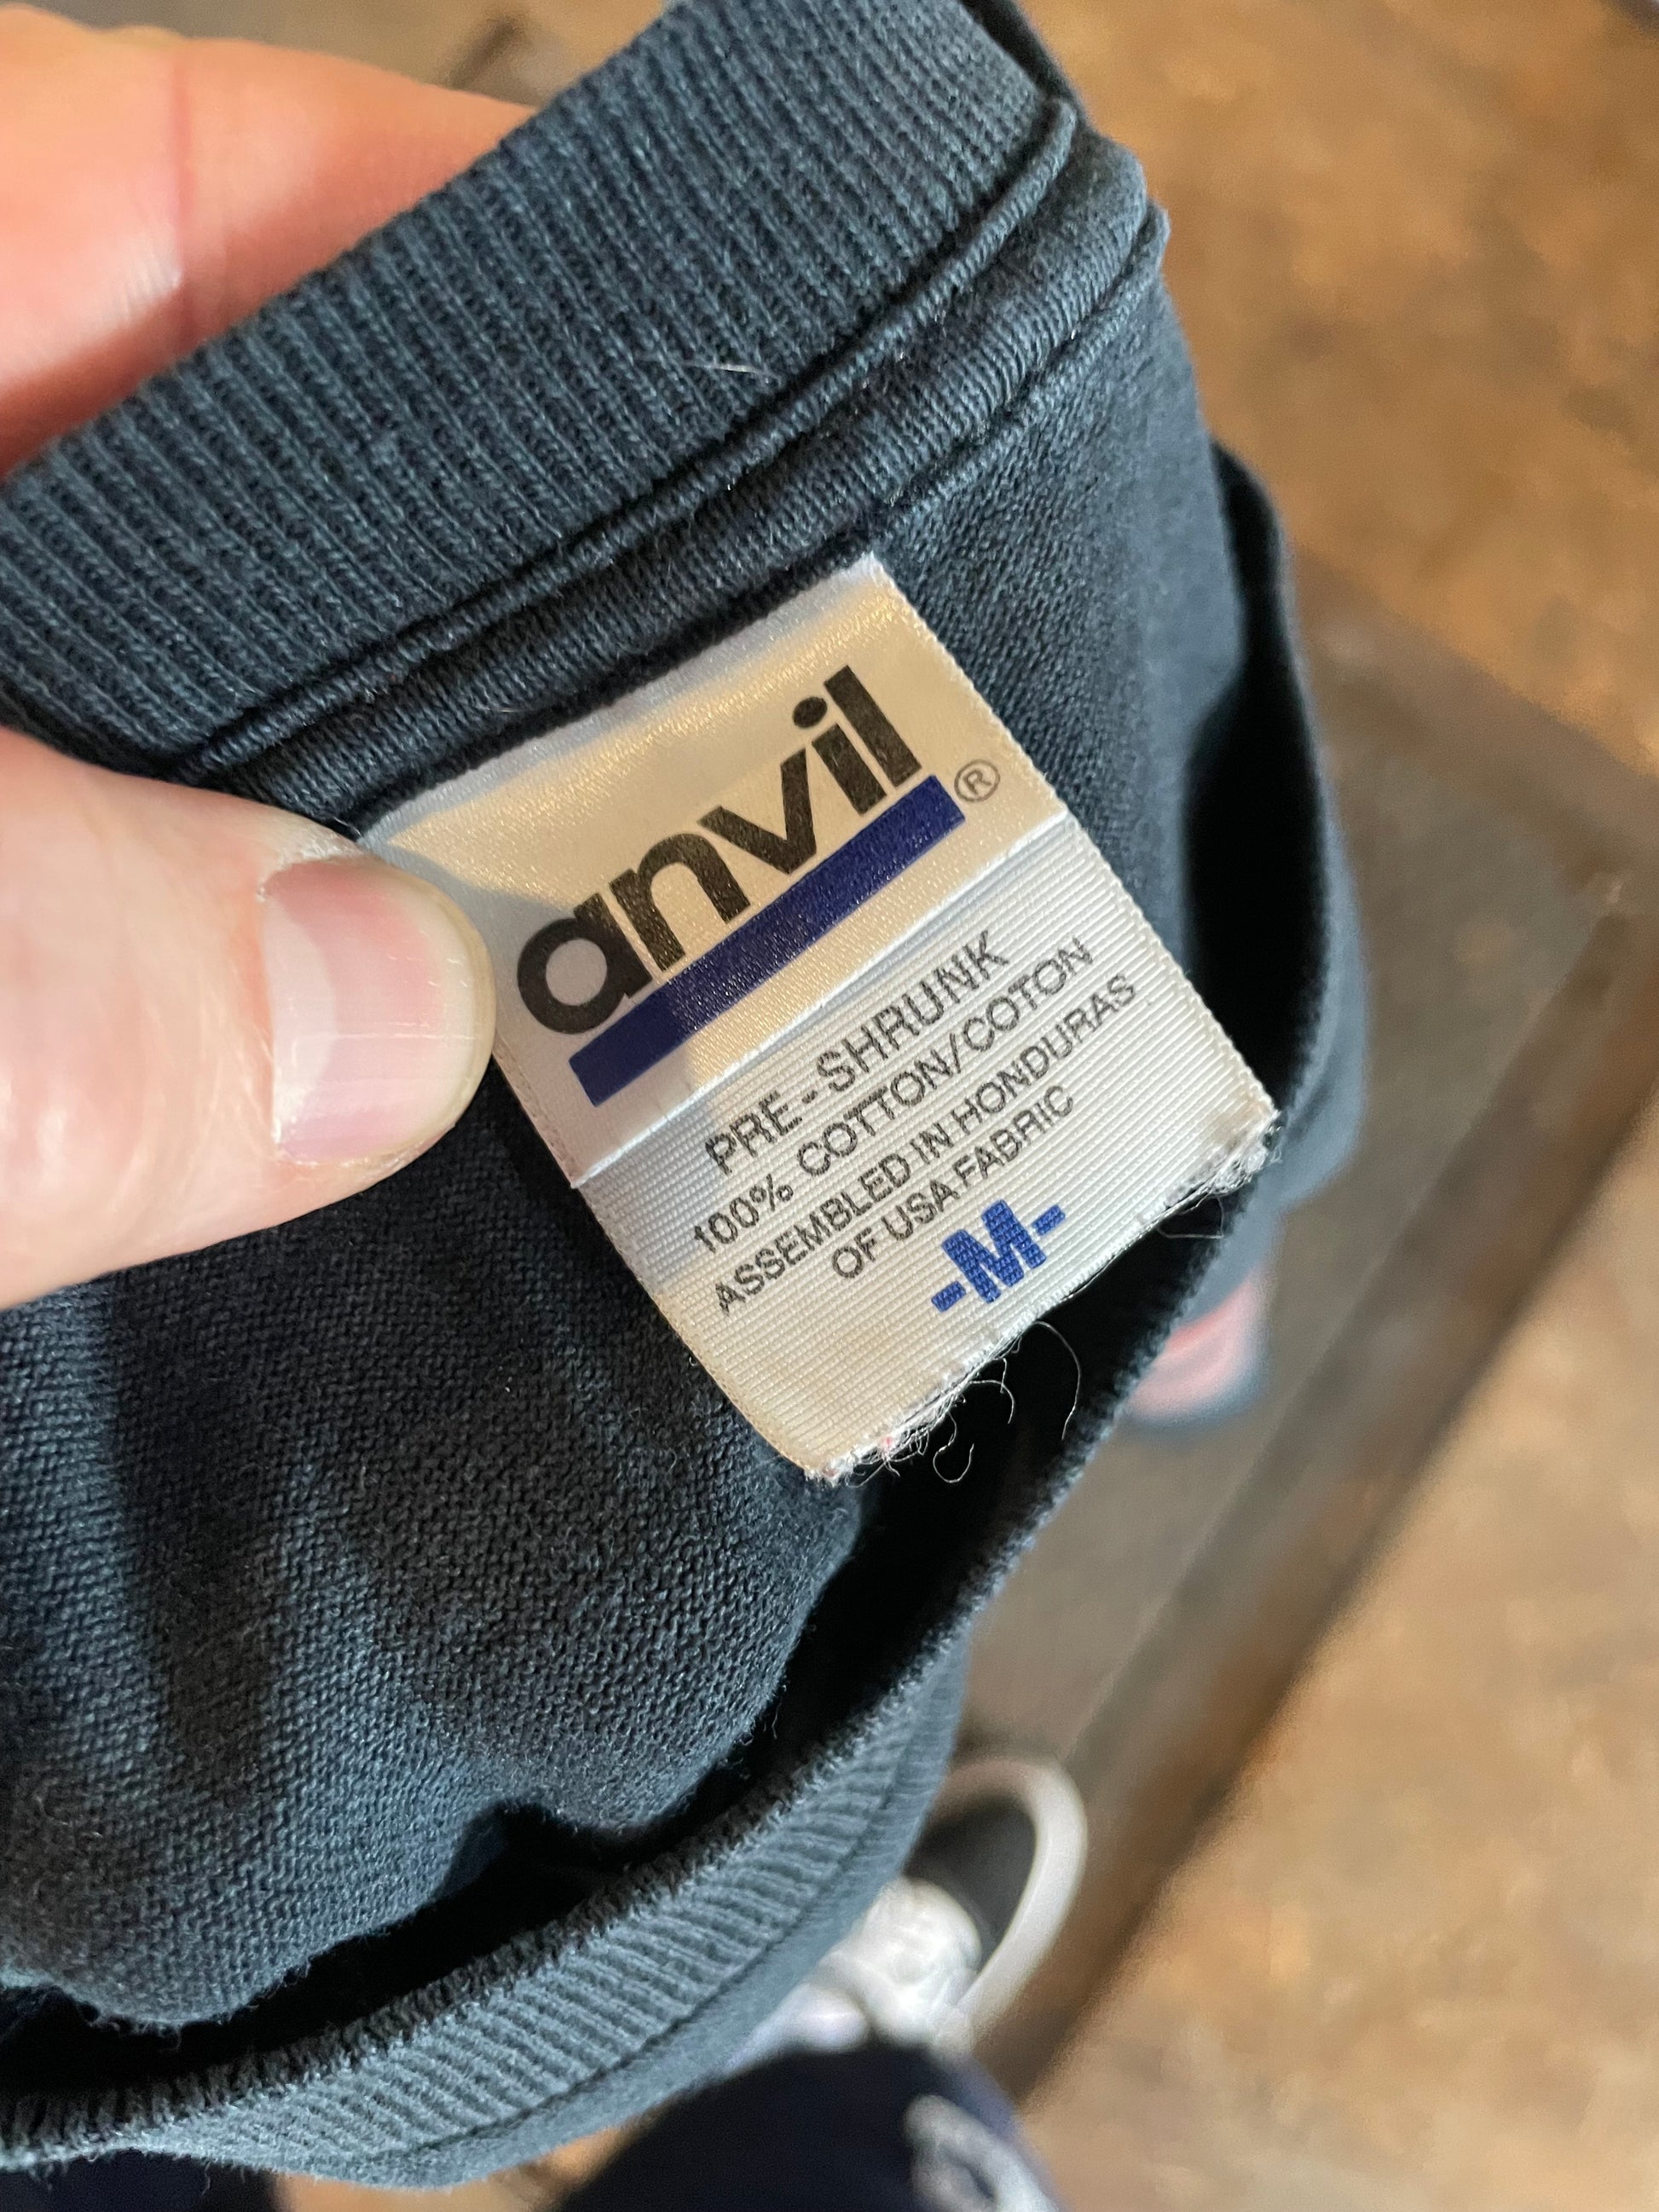 anvil®
PRE-SHRUNK
100% COTTON/COTON
ASSEMBLED IN HONDURAS
OF USA FABRIC
-M-